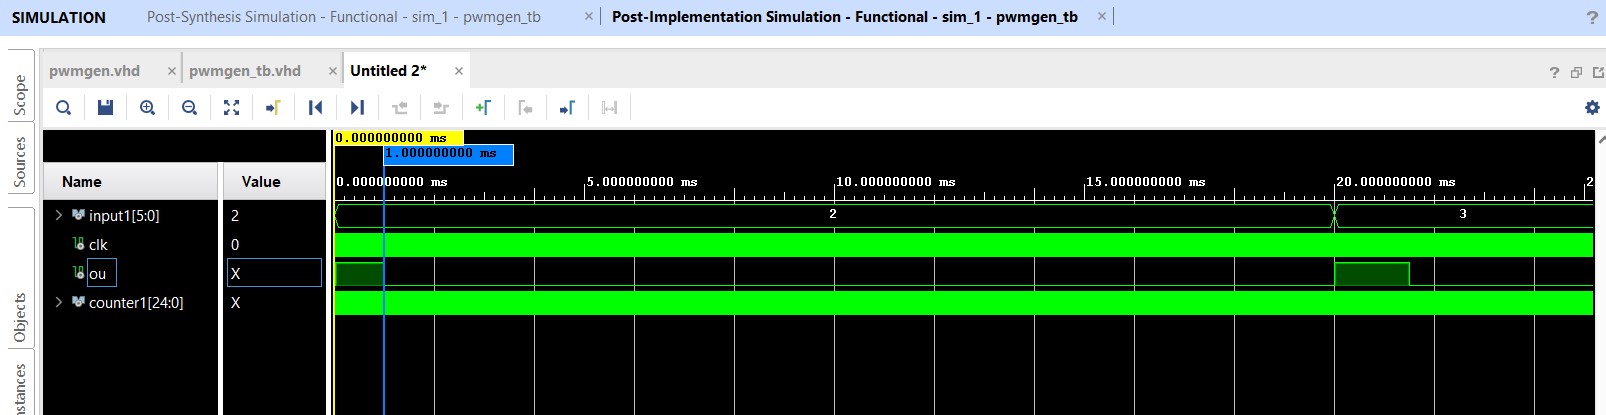 SIMULATION Post-Synthesis Simulation - Functional - sim_1 - pwmgen_tb × Post-Implementation Simulation - Functional - sim_1 - pwmgen_tb × ?
pwmgen.vhd × pwmgen_tb.vhd × Untitled 2* × ?
Scope
Sources
Objects
0.000000000 ms
1.000000000 ms
Name Value 0.000000000 ms 5.000000000 ms 10.000000000 ms 15.000000000 ms 20.000000000 ms 2
input1[5:0] 2 2 3
clk 0
ou X
counter1[24:0] X